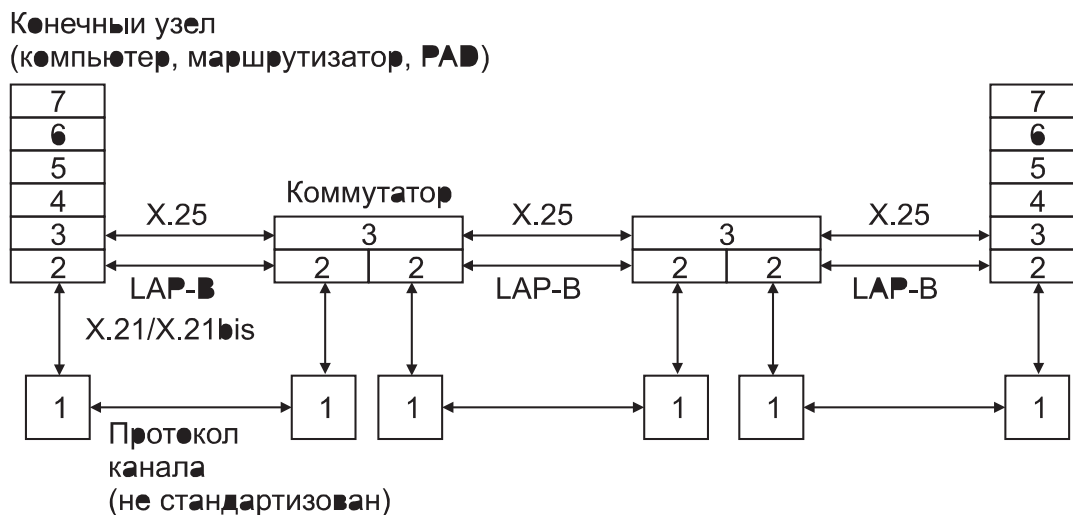 Конечный узел
(компьютер, маршрутизатор, PAD)
7
7
6
6
5
5
4
Коммутатор
4
X.25
X.25
X.25
3
3
3
3
2
2
2
2
2
2
LAP-B
LAP-B
LAP-B
X.21/X.21bis
1
1
1
1
1
1
Протокол
канала
(не стандартизован)